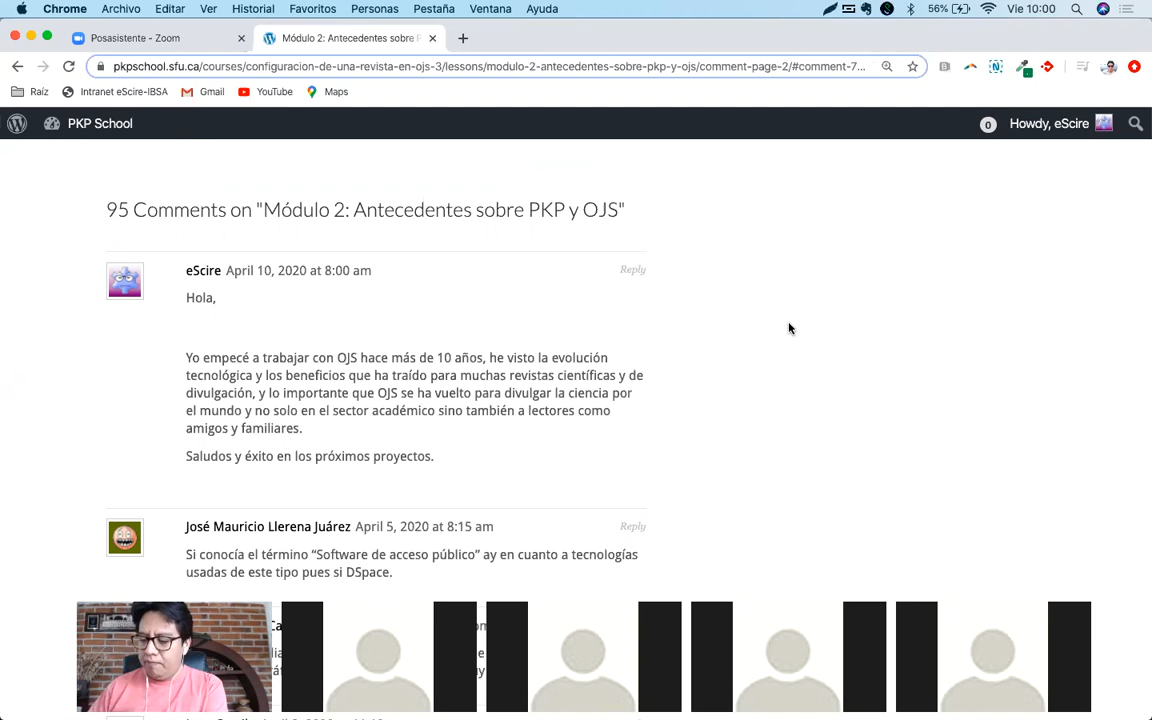 Chrome Archivo Editar Ver Historial Favoritos Personas Pestaña Ventana Ayuda 56% Vie 10:00
Posasistente - Zoom Módulo 2: Antecedentes sobre P
pkpschool.sfu.ca/courses/configuracion-de-una-revista-en-ojs-3/lessons/modulo-2-antecedentes-sobre-pkp-y-ojs/comment-page-2/#comment-7...
Raíz Intranet eScire-IBSA Gmail YouTube Maps
PKP School 0 Howdy, eScire
95 Comments on "Módulo 2: Antecedentes sobre PKP y OJS"
eScire April 10, 2020 at 8:00 am Reply
Hola,
Yo empecé a trabajar con OJS hace más de 10 años, he visto la evolución
tecnológica y los beneficios que ha traído para muchas revistas científicas y de
divulgación, y lo importante que OJS se ha vuelto para divulgar la ciencia por
el mundo y no solo en el sector académico sino también a lectores como
amigos y familiares.
Saludos y éxito en los próximos proyectos.
José Mauricio Llerena Juárez April 5, 2020 at 8:15 am Reply
Si conocía el término “Software de acceso público” ay en cuanto a tecnologías
usadas de este tipo pues si DSpace.